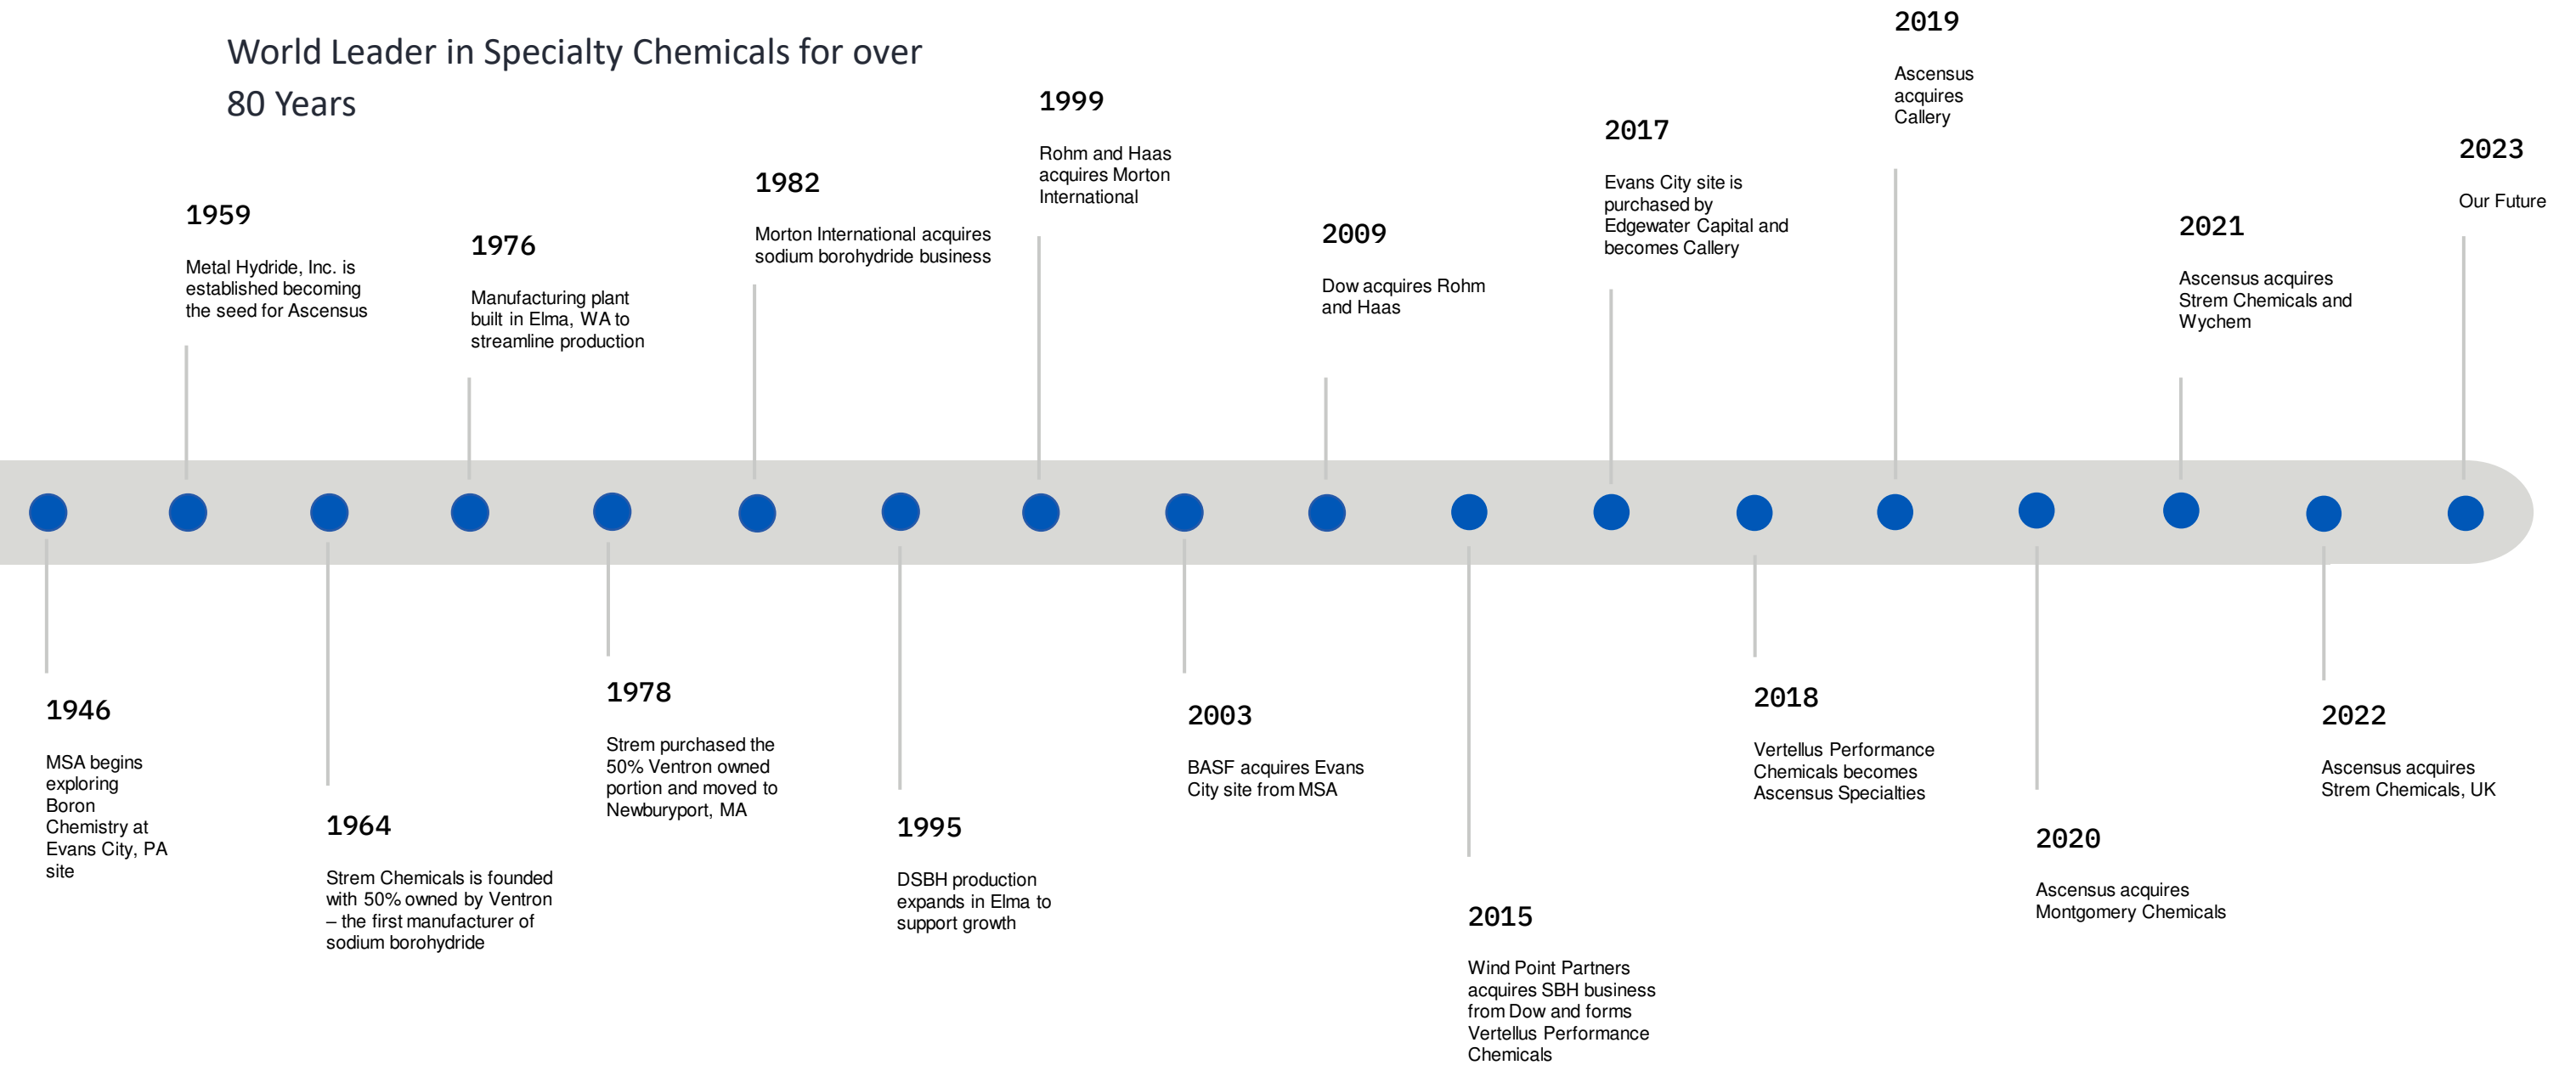 World Leader in Specialty Chemicals for over
80 Years
1946
MSA begins
exploring
Boron
Chemistry at
Evans City, PA
site
1959
Metal Hydride, Inc. is
established becoming
the seed for Ascensus
1964
Strem Chemicals is founded
with 50% owned by Ventron
– the first manufacturer of
sodium borohydride
1976
Manufacturing plant
built in Elma, WA to
streamline production
1978
Strem purchased the
50% Ventron owned
portion and moved to
Newburyport, MA
1982
Morton International acquires
sodium borohydride business
1995
DSBH production
expands in Elma to
support growth
1999
Rohm and Haas
acquires Morton
International
2003
BASF acquires Evans
City site from MSA
2009
Dow acquires Rohm
and Haas
2015
Wind Point Partners
acquires SBH business
from Dow and forms
Vertellus Performance
Chemicals
2017
Evans City site is
purchased by
Edgewater Capital and
becomes Callery
2018
Vertellus Performance
Chemicals becomes
Ascensus Specialties
2019
Ascensus
acquires
Callery
2020
Ascensus acquires
Montgomery Chemicals
2021
Ascensus acquires
Strem Chemicals and
Wychem
2022
Ascensus acquires
Strem Chemicals, UK
2023
Our Future